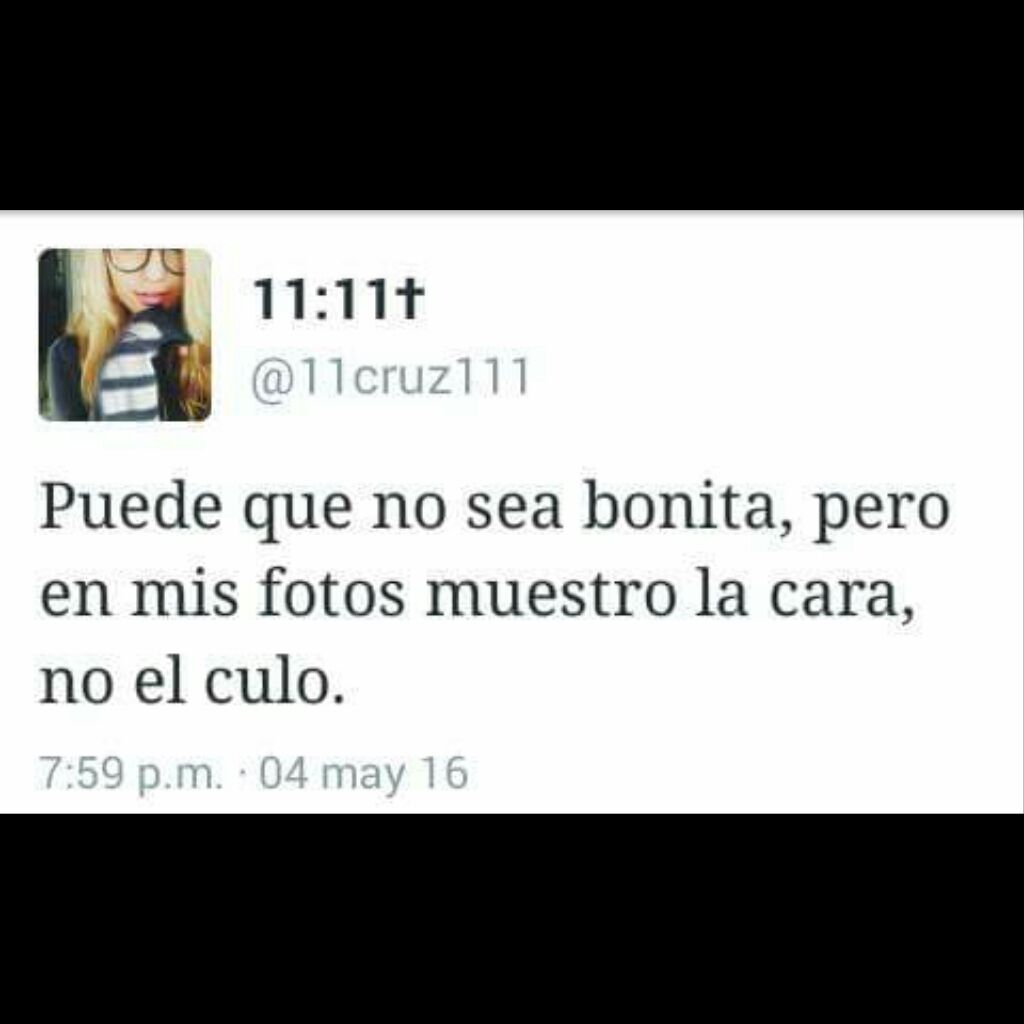 11:11†
@11cruz111
Puede que no sea bonita, pero
en mis fotos muestro la cara,
no el culo.
7:59 p.m. · 04 may 16